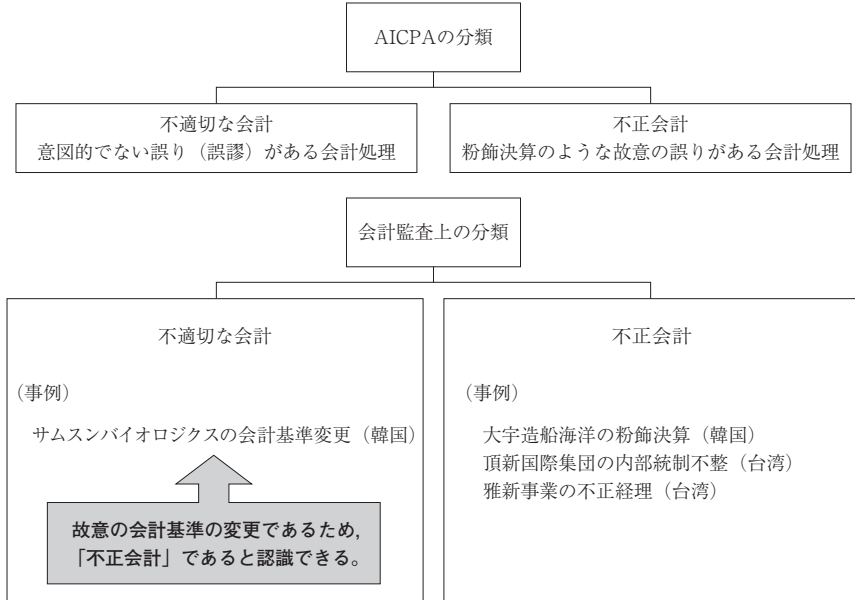 AICPAの分類
不適切な会計
意図的でない誤り（誤謬）がある会計処理
不正会計
粉飾決算のような故意の誤りがある会計処理
会計監査上の分類
不適切な会計
（事例）
サムスンバイオロジクスの会計基準変更（韓国）
故意の会計基準の変更であるため，
「不正会計」であると認識できる。
不正会計
（事例）
大宇造船海洋の粉飾決算（韓国）
頂新国際集団の内部統制不整（台湾）
雅新事業の不正経理（台湾）